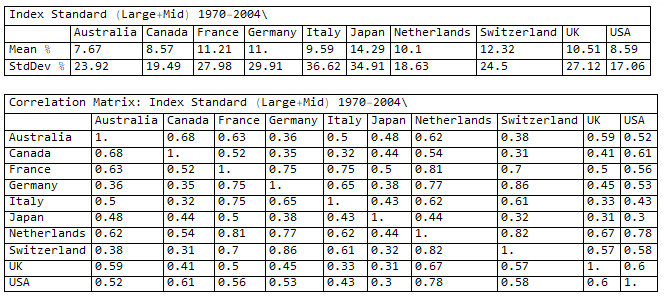 Index Standard (Large+Mid) 1970-2004\
Australia Canada France Germany Italy Japan Netherlands Switzerland UK USA
Mean % 7.67 8.57 11.21 11. 9.59 14.29 10.1 12.32 10.51 8.59
StdDev % 23.92 19.49 27.98 29.91 36.62 34.91 18.63 24.5 27.12 17.06
Correlation Matrix: Index Standard (Large+Mid) 1970-2004\
Australia Canada France Germany Italy Japan Netherlands Switzerland UK USA
Australia 1. 0.68 0.63 0.36 0.5 0.48 0.62 0.38 0.59 0.52
Canada 0.68 1. 0.52 0.35 0.32 0.44 0.54 0.31 0.41 0.61
France 0.63 0.52 1. 0.75 0.75 0.5 0.81 0.7 0.5 0.56
Germany 0.36 0.35 0.75 1. 0.65 0.38 0.77 0.86 0.45 0.53
Italy 0.5 0.32 0.75 0.65 1. 0.43 0.62 0.61 0.33 0.43
Japan 0.48 0.44 0.5 0.38 0.43 1. 0.44 0.32 0.31 0.3
Netherlands 0.62 0.54 0.81 0.77 0.62 0.44 1. 0.82 0.67 0.78
Switzerland 0.38 0.31 0.7 0.86 0.61 0.32 0.82 1. 0.57 0.58
UK 0.59 0.41 0.5 0.45 0.33 0.31 0.67 0.57 1. 0.6
USA 0.52 0.61 0.56 0.53 0.43 0.3 0.78 0.58 0.6 1.